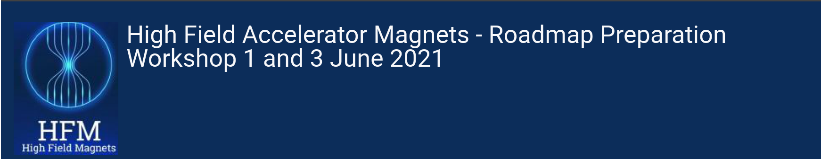 High Field Accelerator Magnets - Roadmap Preparation
Workshop 1 and 3 June 2021
HFM
High Field Magnets